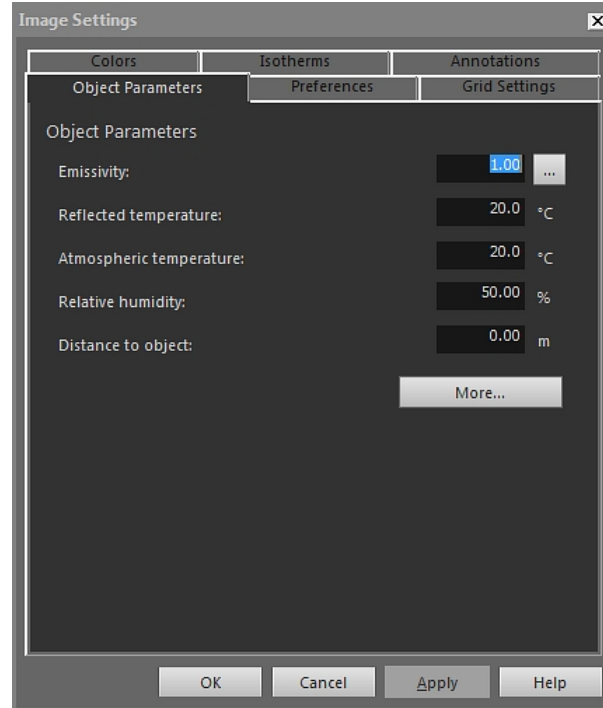 Image Settings
Colors Isotherms Annotations
Object Parameters Preferences Grid Settings
Object Parameters
Emissivity: 1.00 ...
Reflected temperature: 20.0 °C
Atmospheric temperature: 20.0 °C
Relative humidity: 50.00 %
Distance to object: 0.00 m
More...
OK Cancel Apply Help